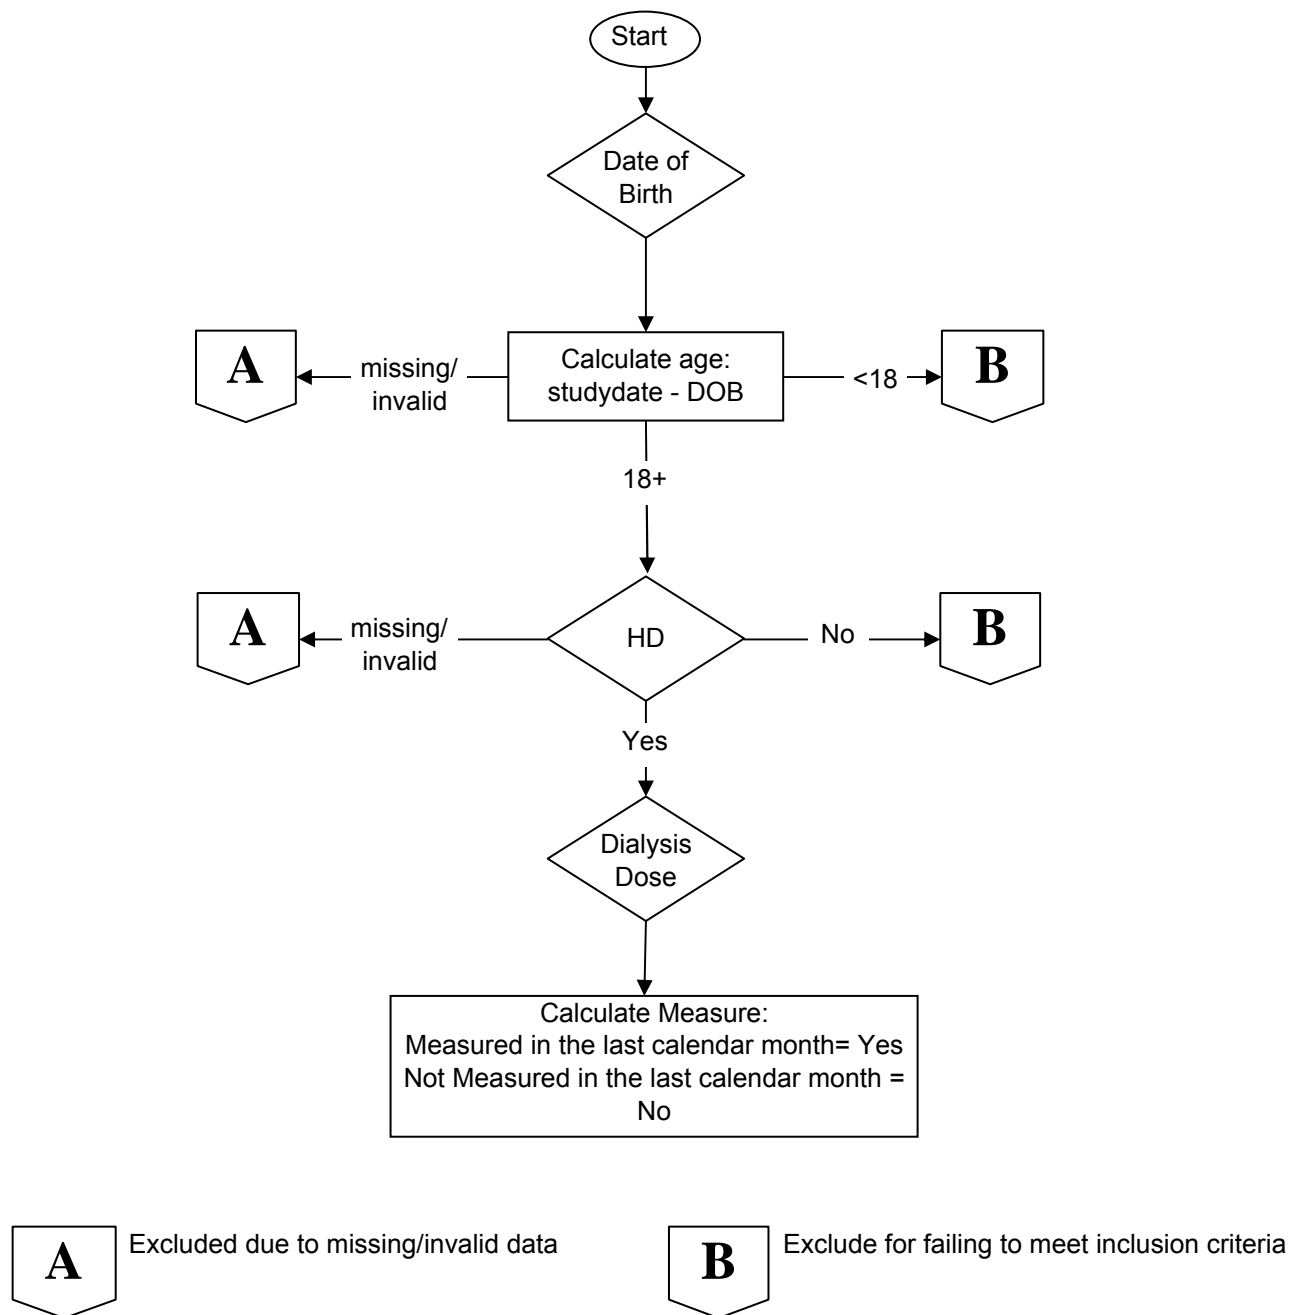 Start
Date of
Birth
A
missing/
invalid
Calculate age:
studydate - DOB
<18
B
18+
A
missing/
invalid
HD
No
B
Yes
Dialysis
Dose
Calculate Measure:
Measured in the last calendar month= Yes
Not Measured in the last calendar month =
No
A
Excluded due to missing/invalid data
B
Exclude for failing to meet inclusion criteria